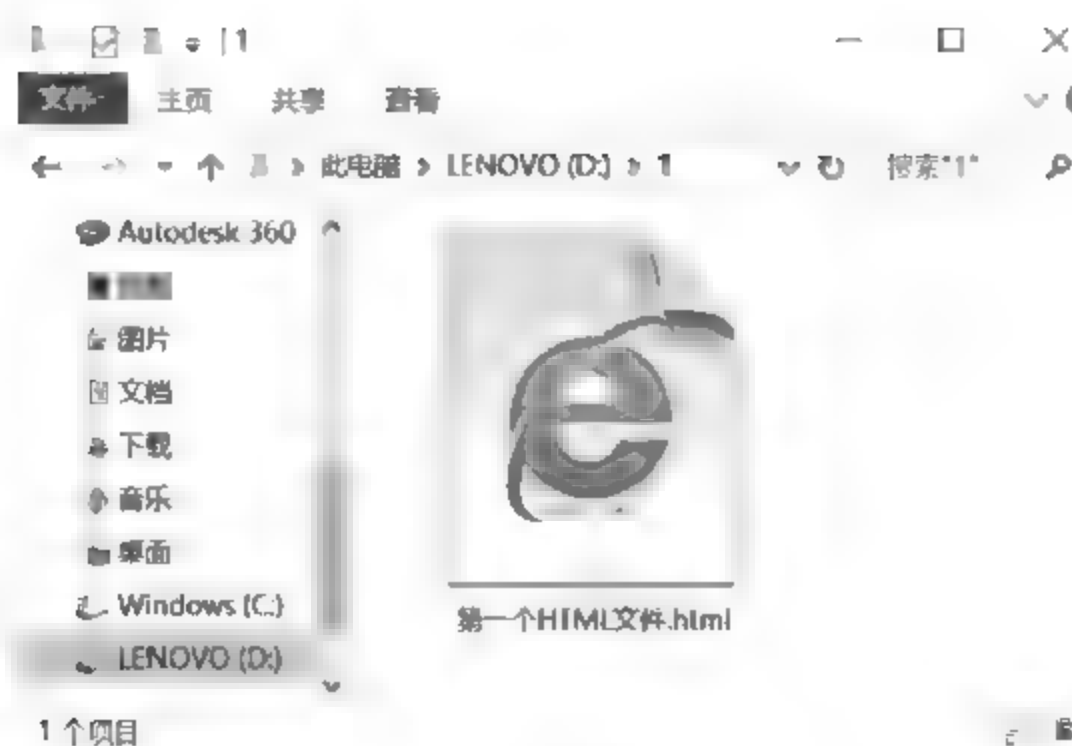 1
文件 主页 共享 查看
此电脑 LENOVO (D:) 1 搜索"1"
Autodesk 360
图片
文档
下载
音乐
桌面
Windows (C:)
LENOVO (D:)
第一个HTML文件.html
1 个项目